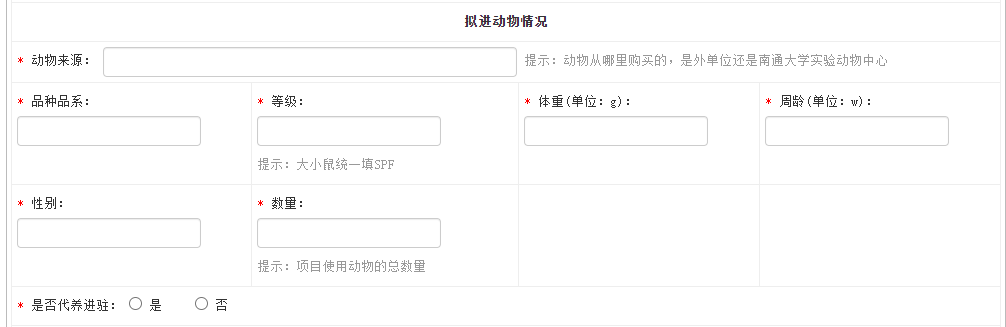 拟进动物情况
* 动物来源: 提示: 动物从哪里购买的, 是外单位还是南通大学实验动物中心
* 品种品系: * 等级: * 体重(单位: g): * 周龄(单位: w):
提示: 大小鼠统一填SPF
* 性别: * 数量:
提示: 项目使用动物的总数量
* 是否代养进驻: 是 否